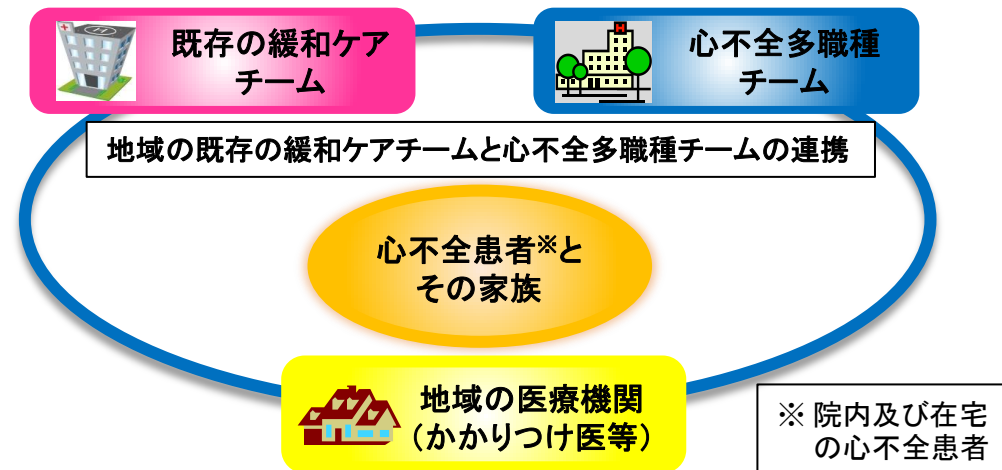 既存の緩和ケア
チーム
心不全多職種
チーム
地域の既存の緩和ケアチームと心不全多職種チームの連携
心不全患者※と
その家族
地域の医療機関
（かかりつけ医等）
※ 院内及び在宅
の心不全患者
H
H